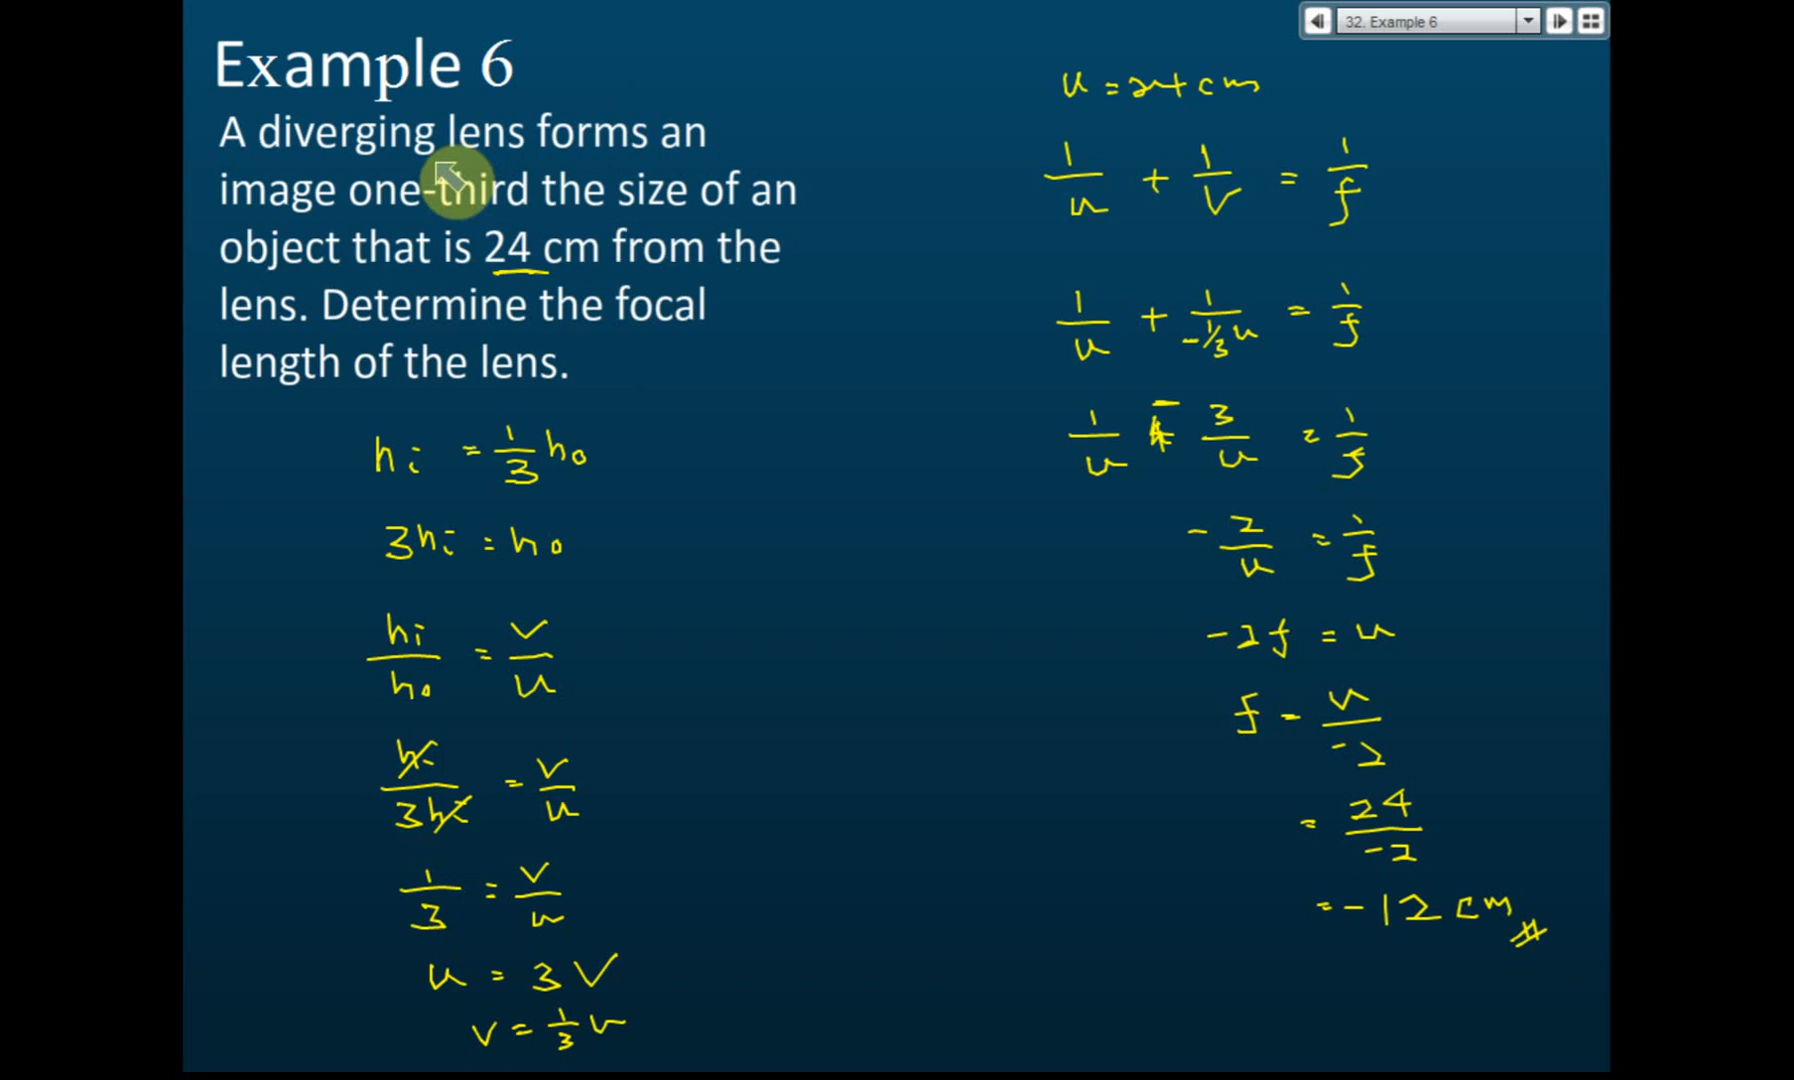 32. Example 6
Example 6
A diverging lens forms an
image one-third the size of an
object that is 24 cm from the
lens. Determine the focal
length of the lens.
hi = 1/3 ho
3hi = ho
hi/ho = v/u
hi/3hi = v/u
1/3 = v/u
u = 3v
v = 1/3 u
u = 24 cm
1/u + 1/v = 1/f
1/u + 1/(-1/3 u) = 1/f
1/u - 3/u = 1/f
- 2/u = 1/f
-2f = u
f = u/-2
= 24/-2
= -12 cm //